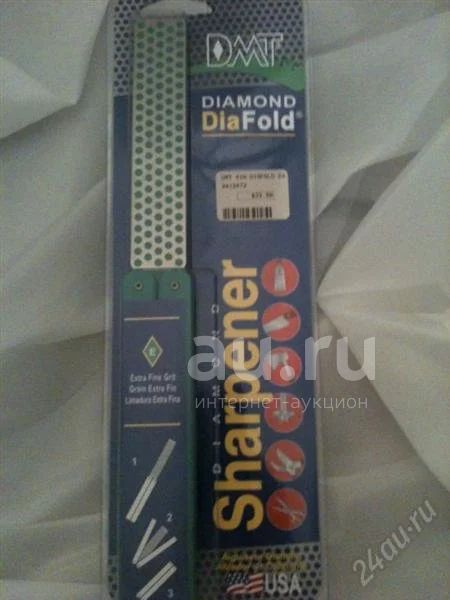 DMT
DIAMOND
DiaFold®
Sharpener
DIAMOND
E
Extra Fine Grit
Grain Extra Fin
Limadura Extra Fina
1
2
3
USA
au.ru
интернет-аукцион
24au.ru